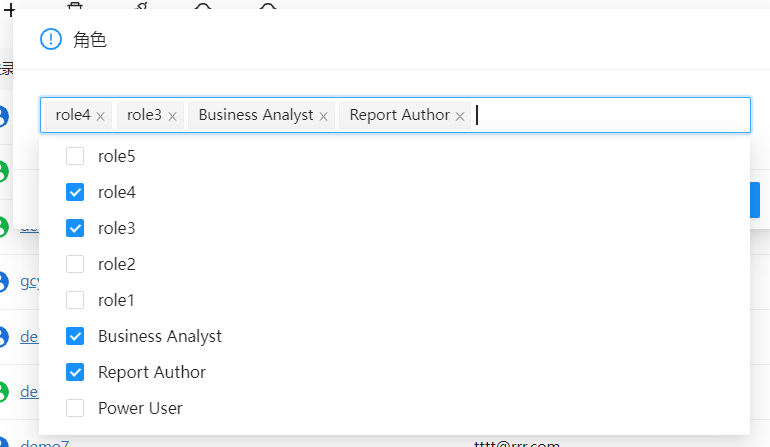 角色
录
role4 role3 Business Analyst Report Author
role5
role4
role3
role2
role1
Business Analyst
Report Author
Power User
gcy
de
de
demo7 tttt@rrr.com